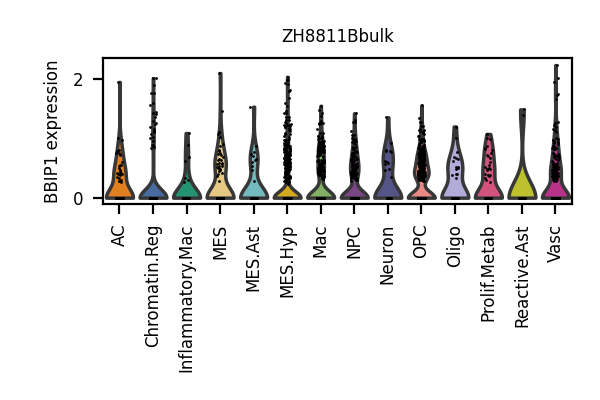 ZH8811Bbulk
BBIP1 expression
2
0
AC
Chromatin.Reg
Inflammatory.Mac
MES
MES.Ast
MES.Hyp
Mac
NPC
Neuron
OPC
Oligo
Prolif.Metab
Reactive.Ast
Vasc